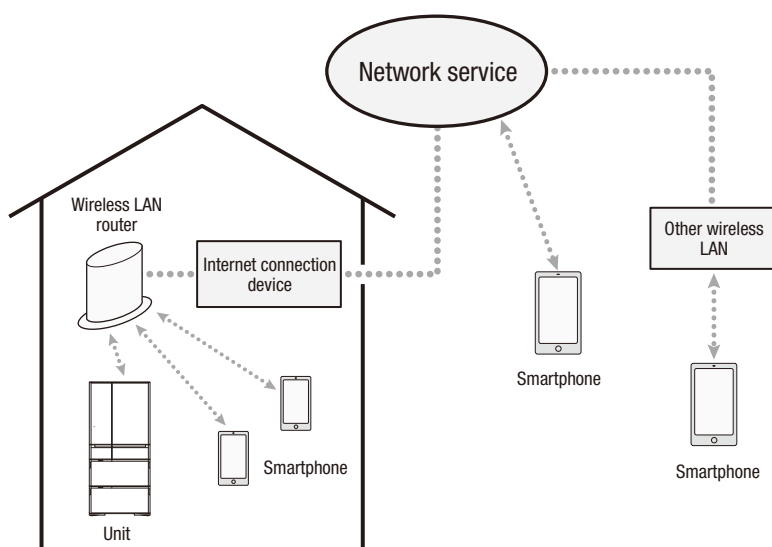 Network service
Wireless LAN
router
Internet connection
device
Other wireless
LAN
Smartphone
Smartphone
Smartphone
Unit